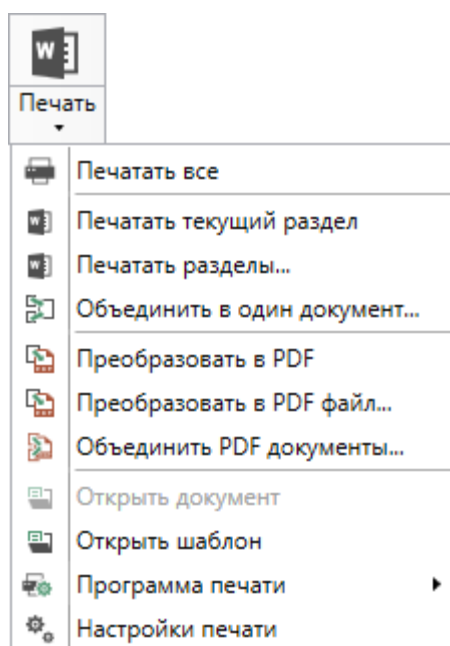 W
Печать
Печатать все
Печатать текущий раздел
Печатать разделы...
Объединить в один документ...
Преобразовать в PDF
Преобразовать в PDF файл...
Объединить PDF документы...
Открыть документ
Открыть шаблон
Программа печати
Настройки печати